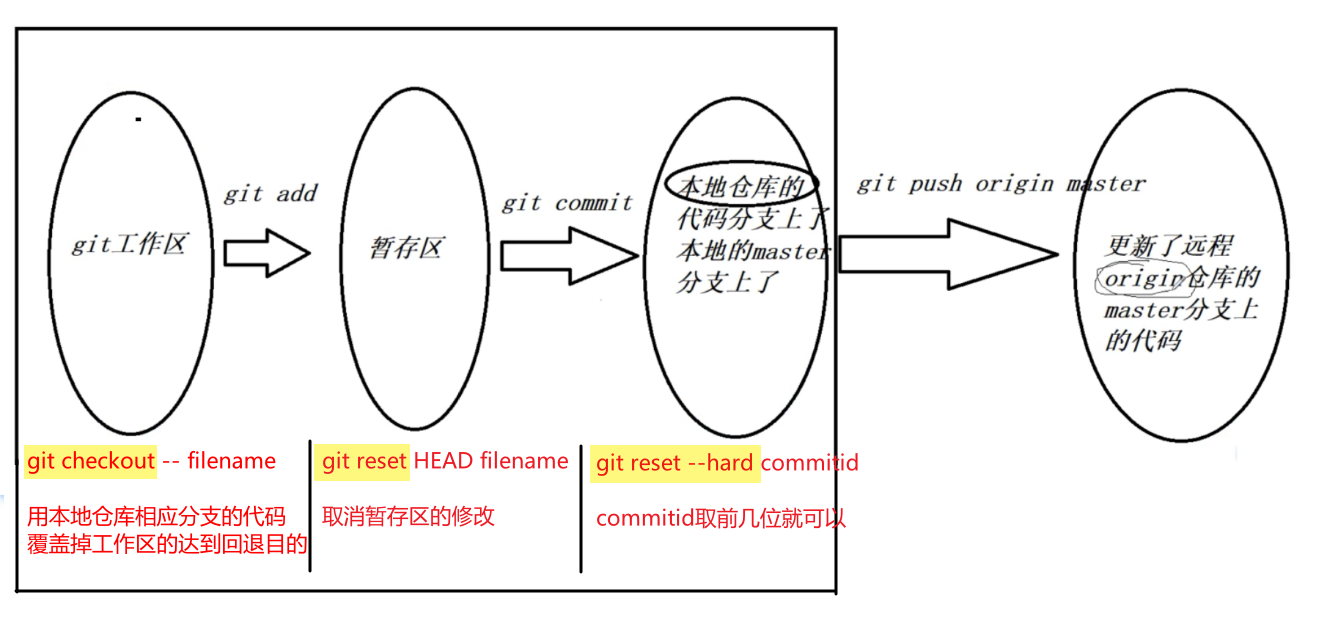 git工作区
git add
暂存区
git commit
本地仓库的
代码分支上了
本地的master
分支上了
git push origin master
更新了远程
origin仓库的
master分支上
的代码
git checkout -- filename
用本地仓库相应分支的代码
覆盖掉工作区的达到回退目的
git reset HEAD filename
取消暂存区的修改
git reset --hard commitid
commitid取前几位就可以